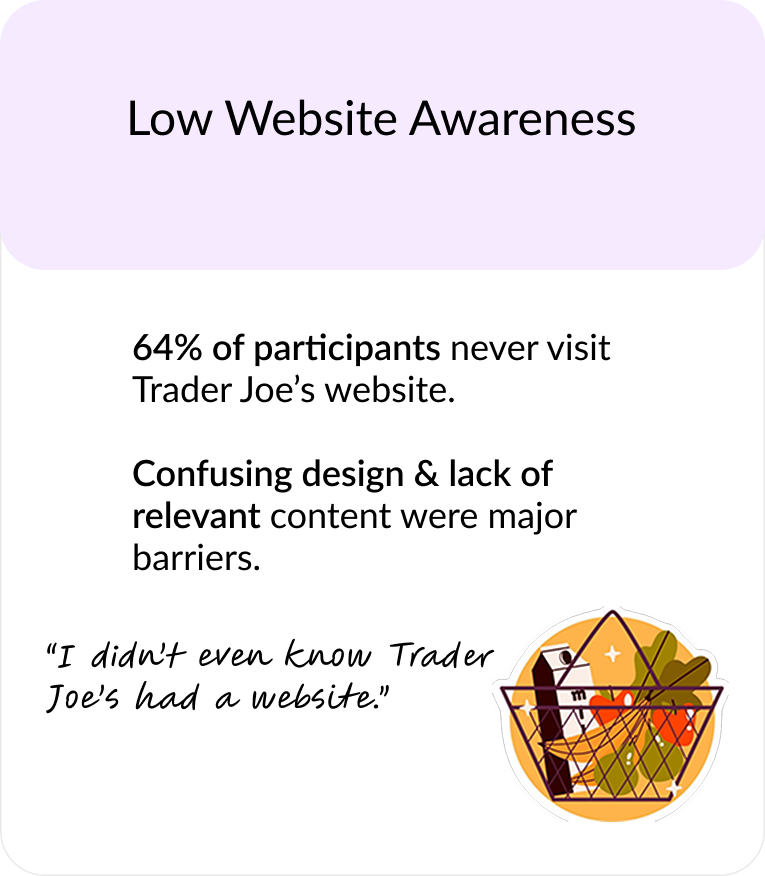 Low Website Awareness
64% of participants never visit
Trader Joe’s website.
Confusing design & lack of
relevant content were major
barriers.
“I didn’t even know Trader
Joe’s had a website.”
m